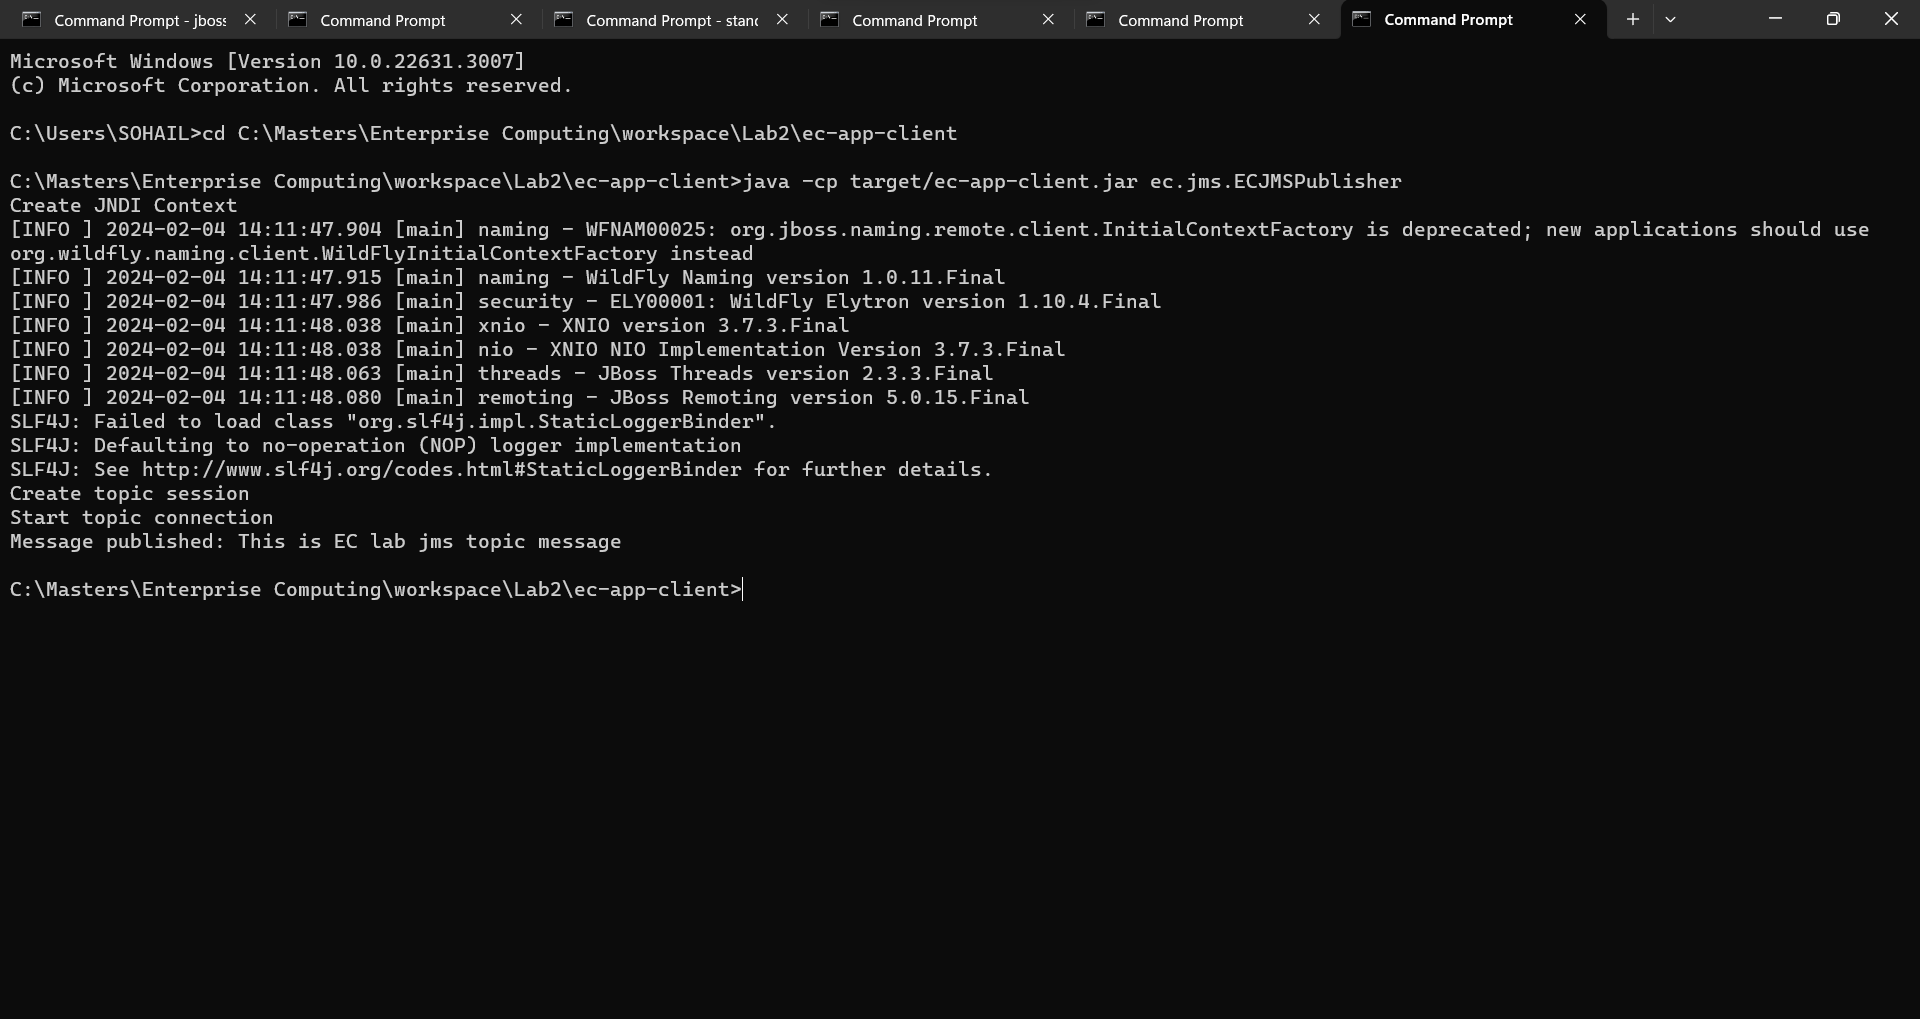 Command Prompt - jboss
Command Prompt
Command Prompt - stand
Command Prompt
Command Prompt
Command Prompt
Microsoft Windows [Version 10.0.22631.3007]
(c) Microsoft Corporation. All rights reserved.
C:\Users\SOHAIL>cd C:\Masters\Enterprise Computing\workspace\Lab2\ec-app-client
C:\Masters\Enterprise Computing\workspace\Lab2\ec-app-client>java -cp target/ec-app-client.jar ec.jms.ECJMSPublisher
Create JNDI Context
[INFO ] 2024-02-04 14:11:47.904 [main] naming - WFNAM00025: org.jboss.naming.remote.client.InitialContextFactory is deprecated; new applications should use
org.wildfly.naming.client.WildFlyInitialContextFactory instead
[INFO ] 2024-02-04 14:11:47.915 [main] naming - WildFly Naming version 1.0.11.Final
[INFO ] 2024-02-04 14:11:47.986 [main] security - ELY00001: WildFly Elytron version 1.10.4.Final
[INFO ] 2024-02-04 14:11:48.038 [main] xnio - XNIO version 3.7.3.Final
[INFO ] 2024-02-04 14:11:48.038 [main] nio - XNIO NIO Implementation Version 3.7.3.Final
[INFO ] 2024-02-04 14:11:48.063 [main] threads - JBoss Threads version 2.3.3.Final
[INFO ] 2024-02-04 14:11:48.080 [main] remoting - JBoss Remoting version 5.0.15.Final
SLF4J: Failed to load class "org.slf4j.impl.StaticLoggerBinder".
SLF4J: Defaulting to no-operation (NOP) logger implementation
SLF4J: See http://www.slf4j.org/codes.html#StaticLoggerBinder for further details.
Create topic session
Start topic connection
Message published: This is EC lab jms topic message
C:\Masters\Enterprise Computing\workspace\Lab2\ec-app-client>